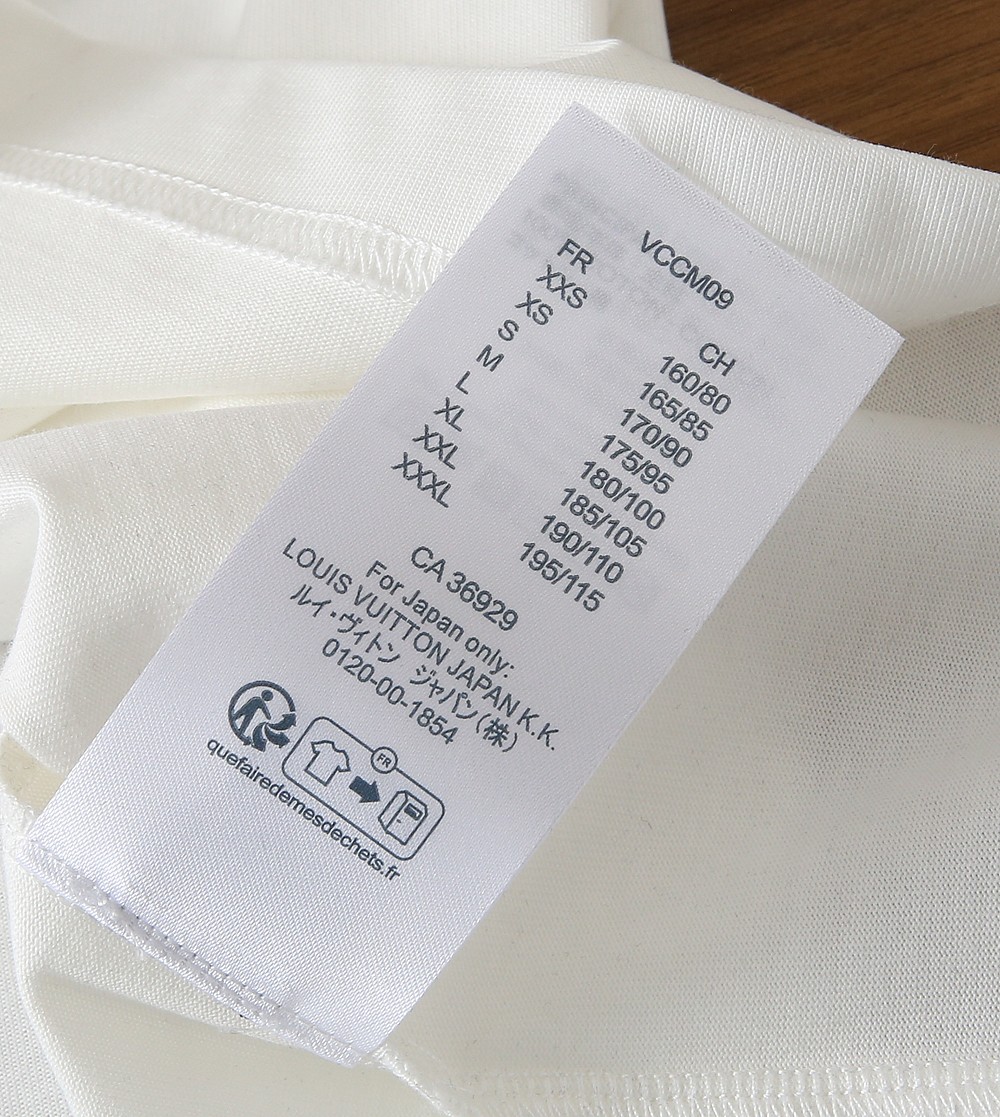 VCCM09
FR CH
XXS 160/80
XS 165/85
S 170/90
M 175/95
L 180/100
XL 185/105
XXL 190/110
XXXL 195/115
CA 36929
For Japan only:
LOUIS VUITTON JAPAN K.K.
ルイ・ヴィトン ジャパン(株)
0120-00-1854
FR
quefairedemesdechets.fr